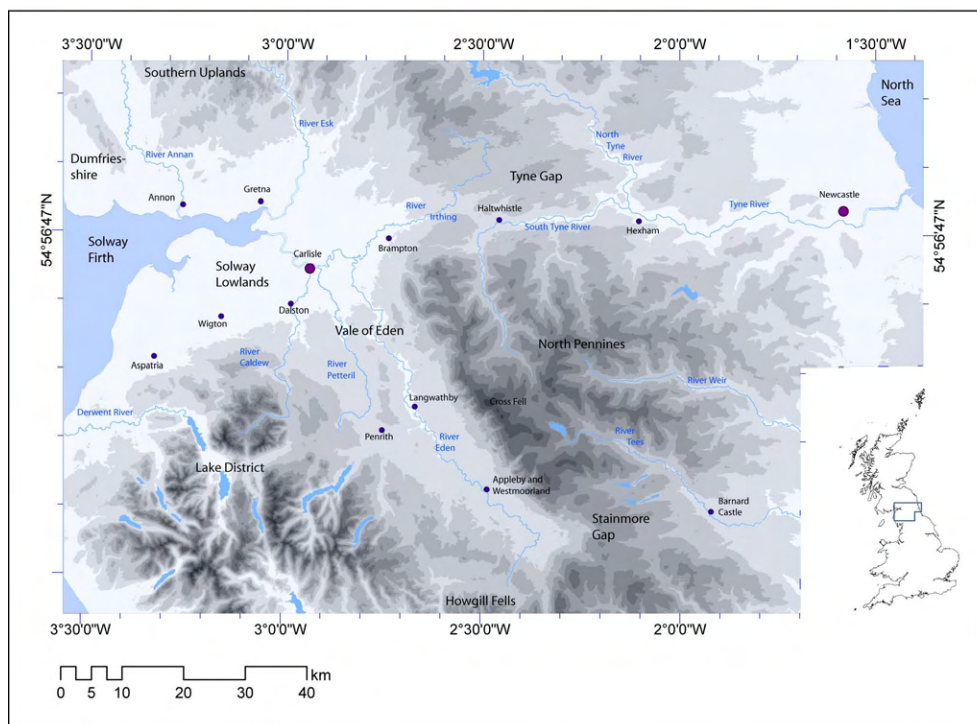 3°30'0"W
3°00'0"W
2°30'0"W
2°00'0"W
1°50'0"W
Southern Uplands
North
Sea
River Esk
North
Tyne
River
River Annan
Dumfries-
shire
Tyne Gap
Annon
Gretna
Newcastle
River
Irthing
Haltwhistle
Tyne River
South Tyne River
Hexham
54°56'47"N
54°56'47"N
Solway
Firth
Brampton
Carlisle
Solway
Lowlands
Dalston
Wigton
Vale of Eden
North Pennines
River
Caldew
River
Petteril
Aspatria
River Weir
Langwathby
Cross Fell
Derwent River
Penrith
River
Eden
River
Tees
Lake District
Appleby and
Westmoorland
Barnard
Castle
Stainmore
Gap
Howgill Fells
3°30'0"W
3°00'0"W
2°30'0"W
2°00'0"W
km
0 5 10 20 30 40